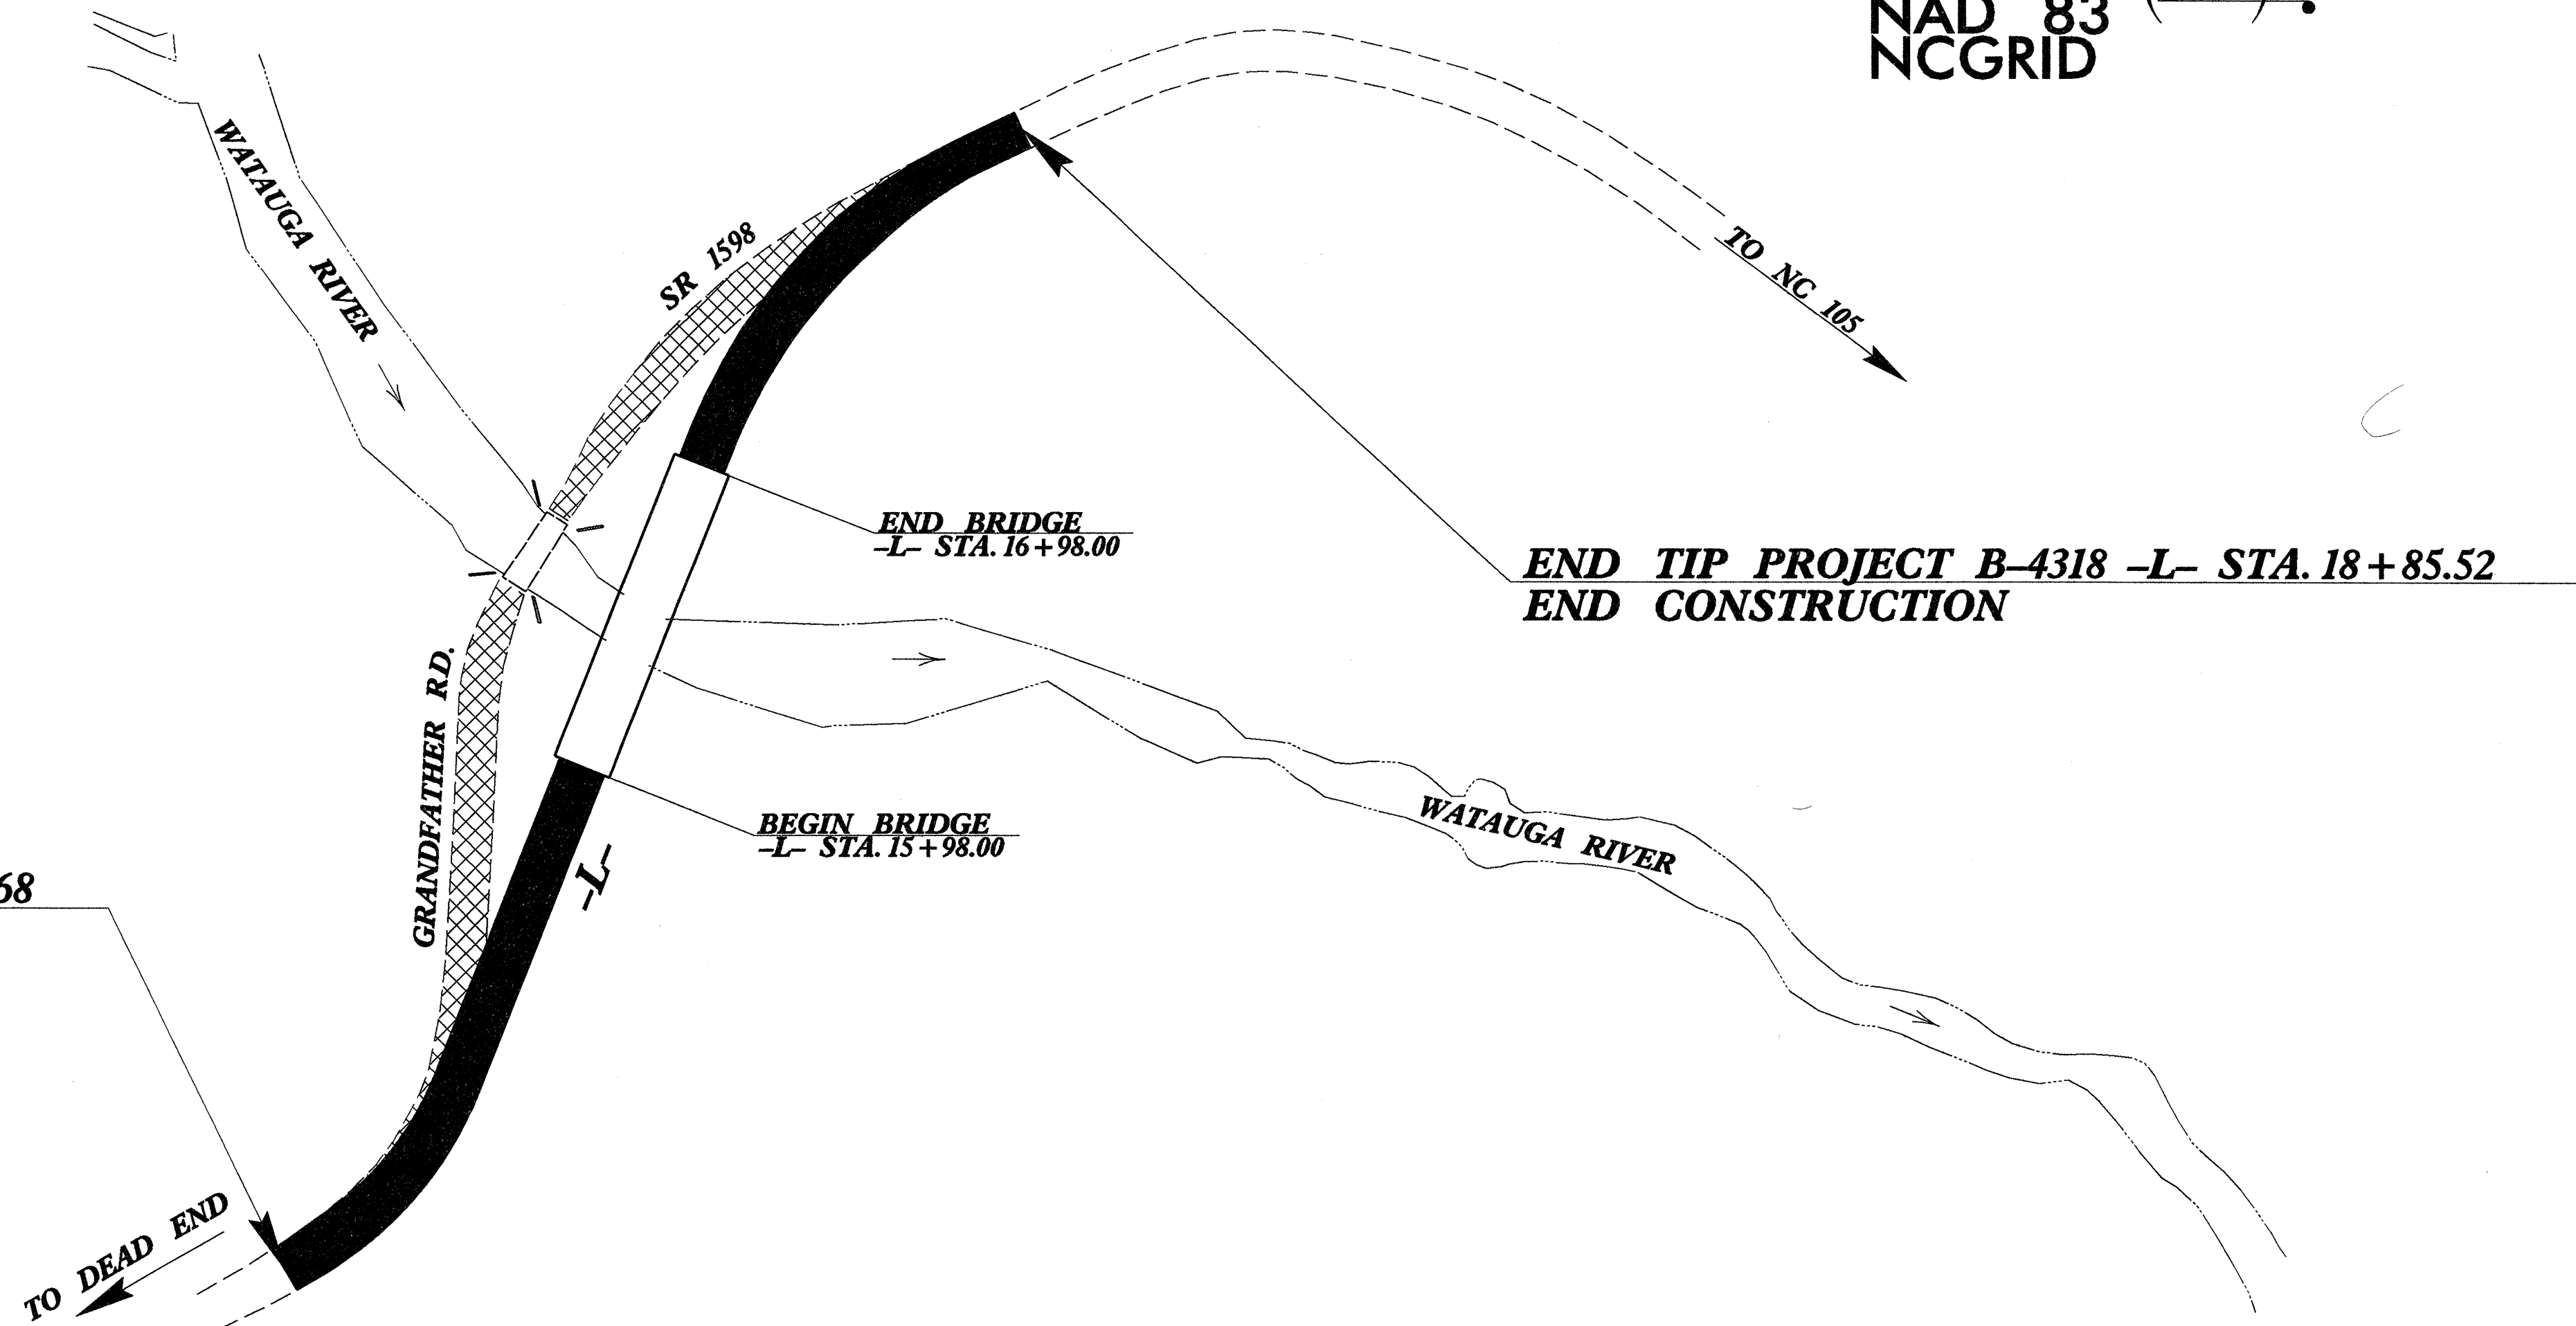 NAD 83
NCGRID
WATAUGA RIVER
SR 1598
TO NC 105
END BRIDGE
-L- STA. 16+98.00
END TIP PROJECT B-4318 -L- STA. 18+85.52
END CONSTRUCTION
GRANDFATHER RD.
BEGIN BRIDGE
-L- STA. 15+98.00
WATAUGA RIVER
-L-
68
TO DEAD END